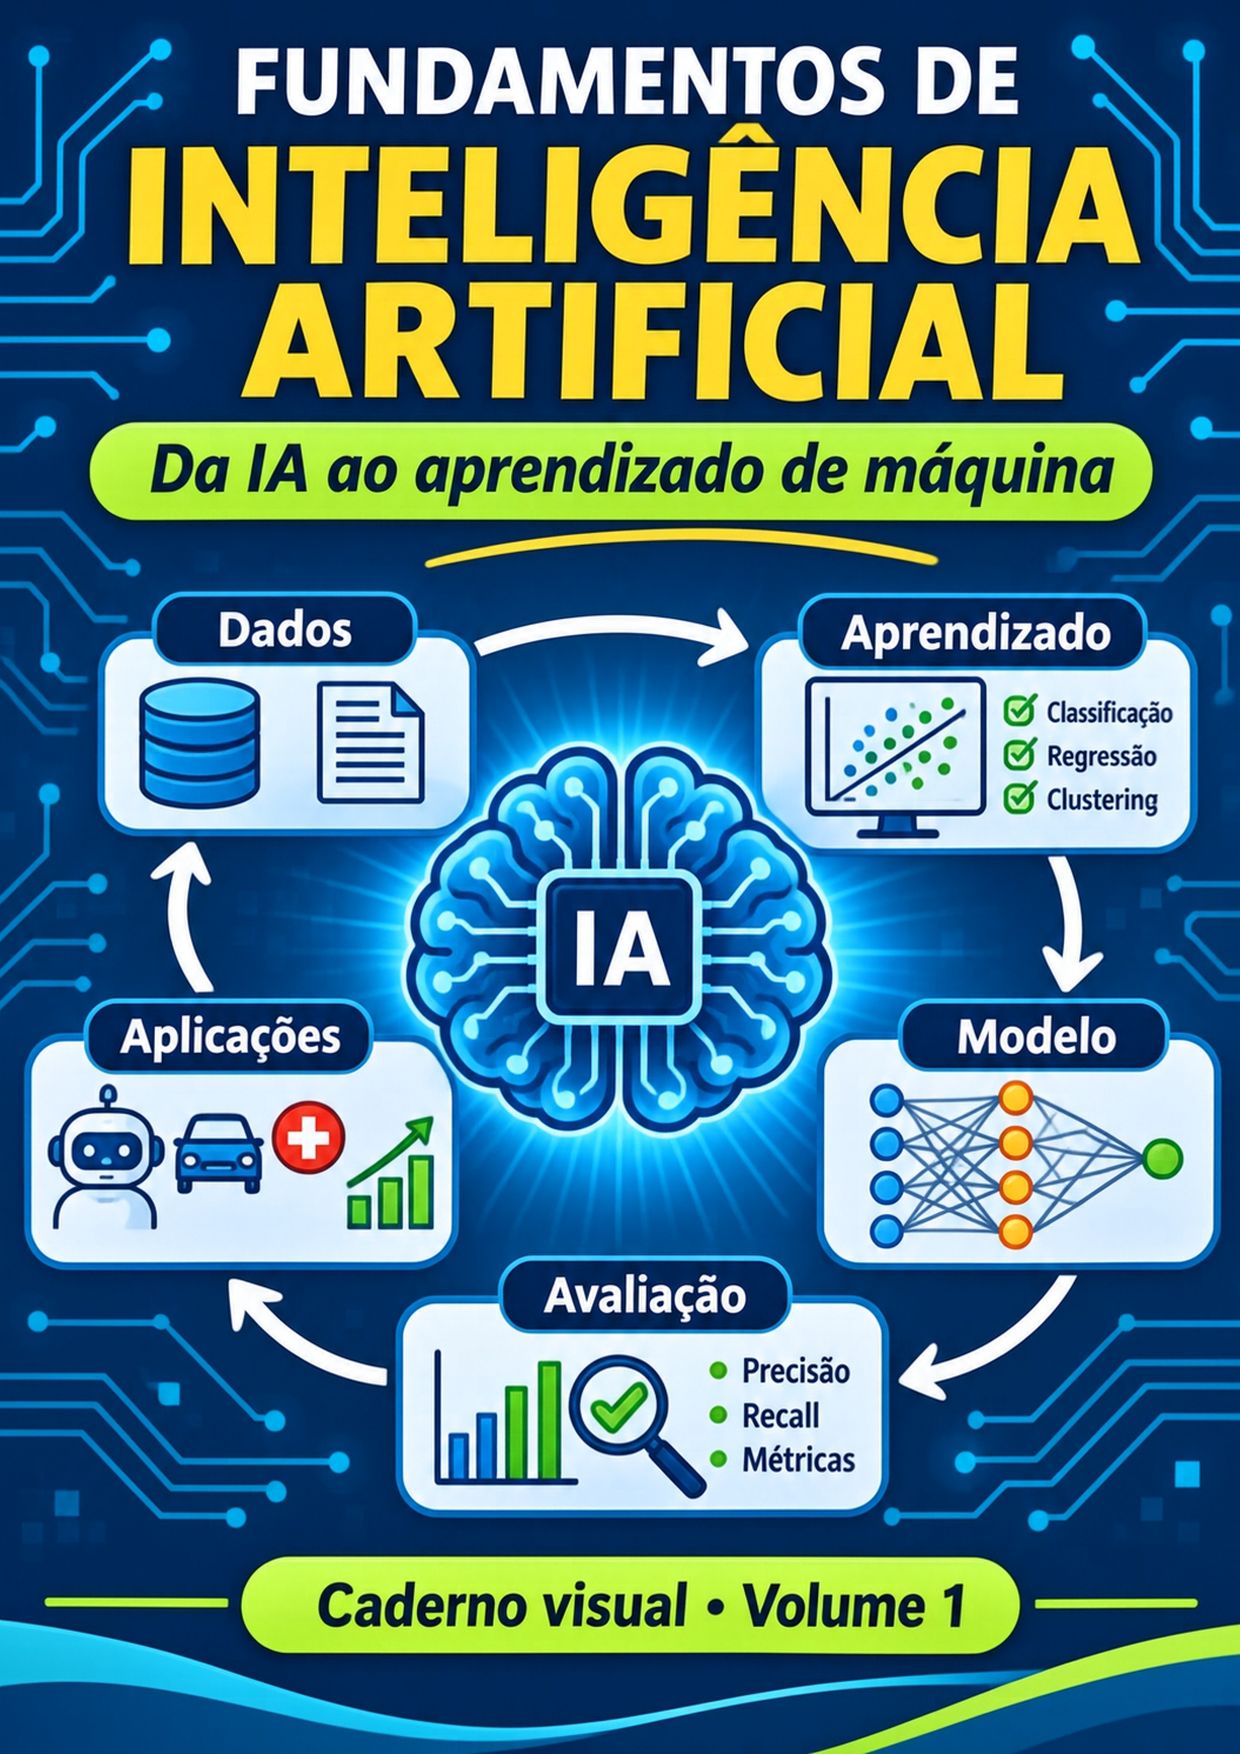 FUNDAMENTOS DE
INTELIGÊNCIA
ARTIFICIAL
Da IA ao aprendizado de máquina
Dados
Aprendizado
Classificação
Regressão
Clustering
IA
Aplicações
Modelo
Avaliação
Precisão
Recall
Métricas
Caderno visual • Volume 1